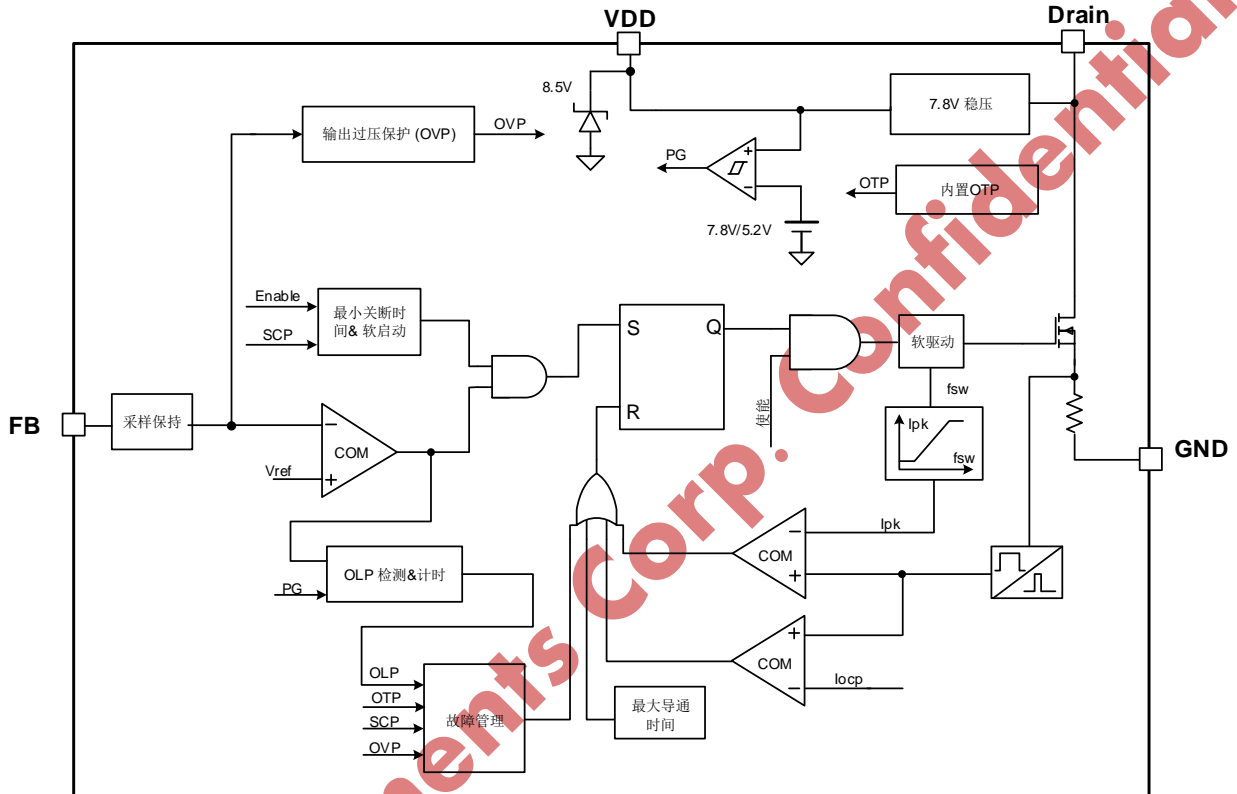 VDD
Drain
8.5V
7.8V 稳压
输出过压保护 (OVP)
OVP
PG
+
−
OTP
内置OTP
7.8V/5.2V
Enable
SCP
最小关断时
间& 软启动
S
Q
R
使能
软驱动
fsw
Ipk
fsw
FB
采样保持
−
COM
+
Vref
GND
Ipk
−
COM
+
OLP 检测&计时
PG
+
COM
−
Iocp
OLP
OTP
SCP
OVP
故障管理
最大导通
时间
ments Corp. Confidential